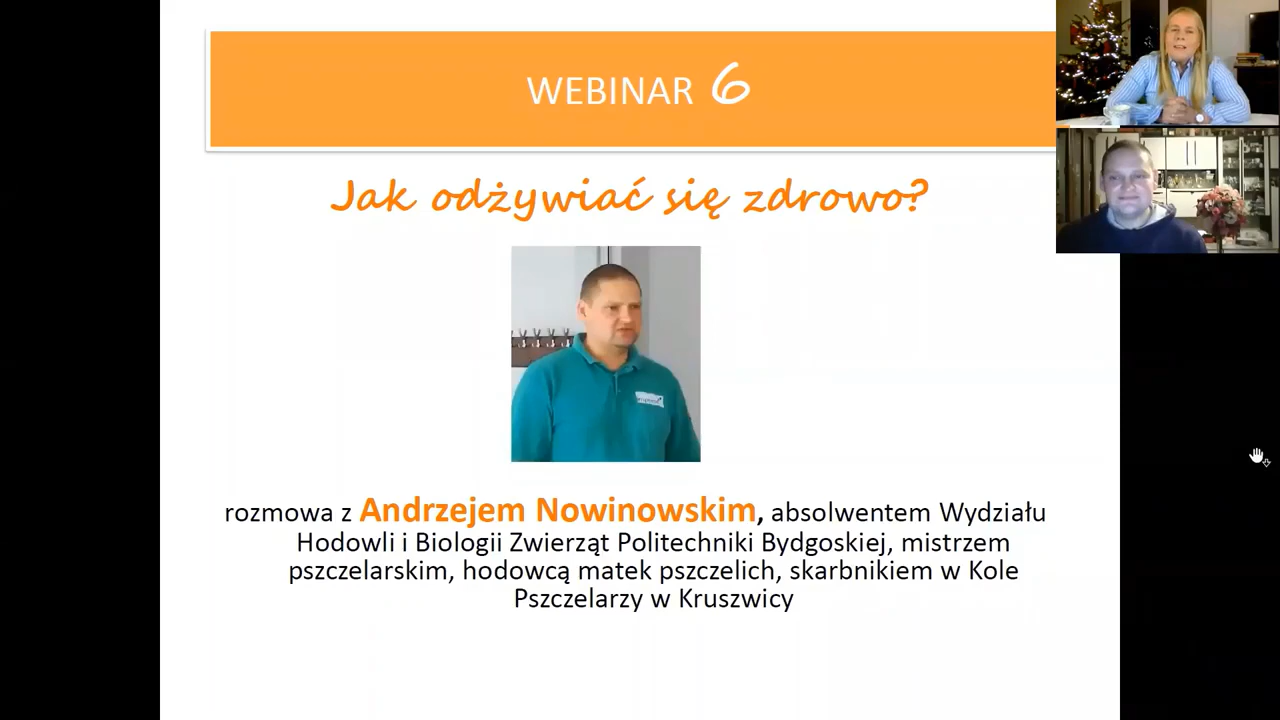 WEBINAR 6
Jak odżywiać się zdrowo?
rozmowa z Andrzejem Nowinowskim, absolwentem Wydziału
Hodowli i Biologii Zwierząt Politechniki Bydgoskiej, mistrzem
pszczelarskim, hodowcą matek pszczelich, skarbnikiem w Kole
Pszczelarzy w Kruszwicy